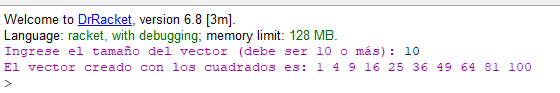 Welcome to DrRacket, version 6.8 [3m].
Language: racket, with debugging; memory limit: 128 MB.
Ingrese el tamaño del vector (debe ser 10 o más): 10
El vector creado con los cuadrados es: 1 4 9 16 25 36 49 64 81 100
>